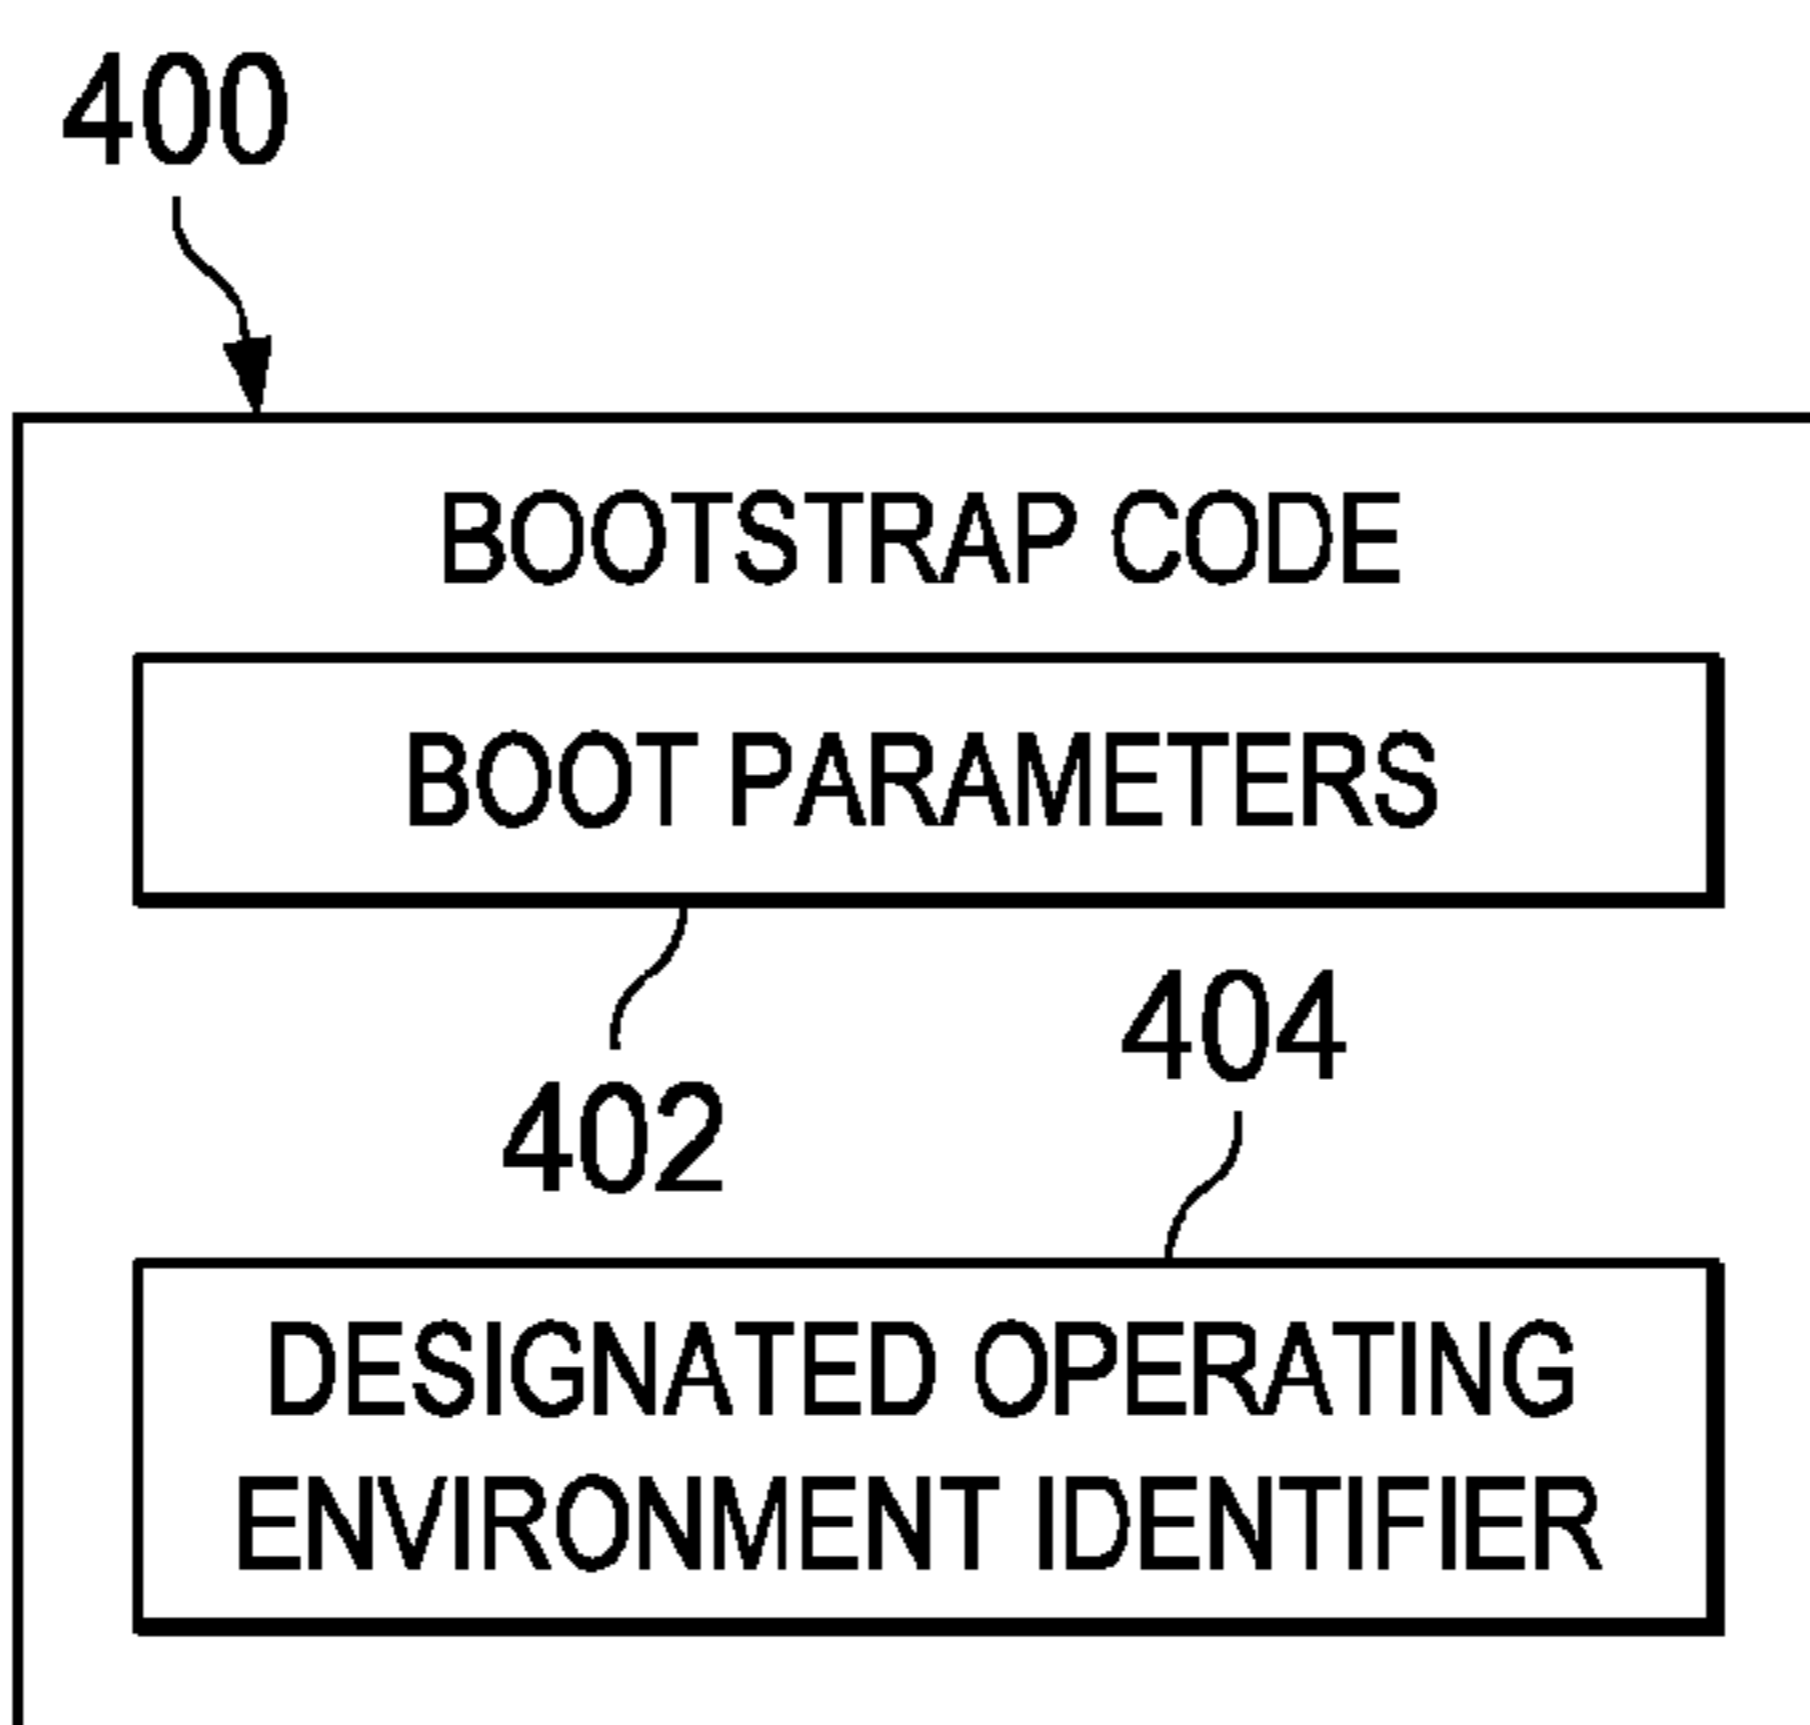 400
BOOTSTRAP CODE
BOOT PARAMETERS
404
402
DESIGNATED OPERATING
ENVIRONMENT IDENTIFIER